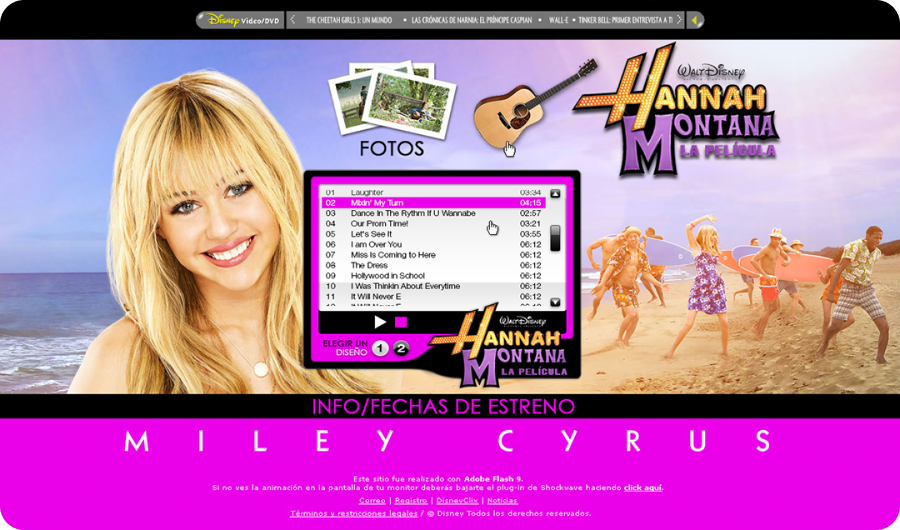 Disney Video/DVD
THE CHEETAH GIRLS 3: UN MUNDO • LAS CRÓNICAS DE NARNIA: EL PRÍNCIPE CASPIAN • WALL-E • TINKER BELL: PRIMER ENTREVISTA A TI
FOTOS
WALT DISNEY
HANNAH
MONTANA
LA PELÍCULA
01 Laughter 03:34
02 Mixin' My Turn 04:15
03 Dance In The Rythm If U Wannabe 02:57
04 Our Prom Time! 03:21
05 Let's See It 03:55
06 I am Over You 06:12
07 Miss Is Coming to Here 06:12
08 The Dress 06:12
09 Hollywood in School 06:12
10 I Was Thinkin About Everytime 06:12
11 It Will Never E 06:12
ELEGIR UN
DISEÑO 1 2
WALT DISNEY
HANNAH
MONTANA
LA PELÍCULA
INFO/FECHAS DE ESTRENO
MILEY CYRUS
Este sitio fue realizado con Adobe Flash 9.
Si no ves la animación en la pantalla de tu monitor deberás bajarte el plug-in de Shockwave haciendo click aquí.
Correo | Registro | DisneyClix | Noticias
Términos y restricciones legales / © Disney Todos los derechos reservados.